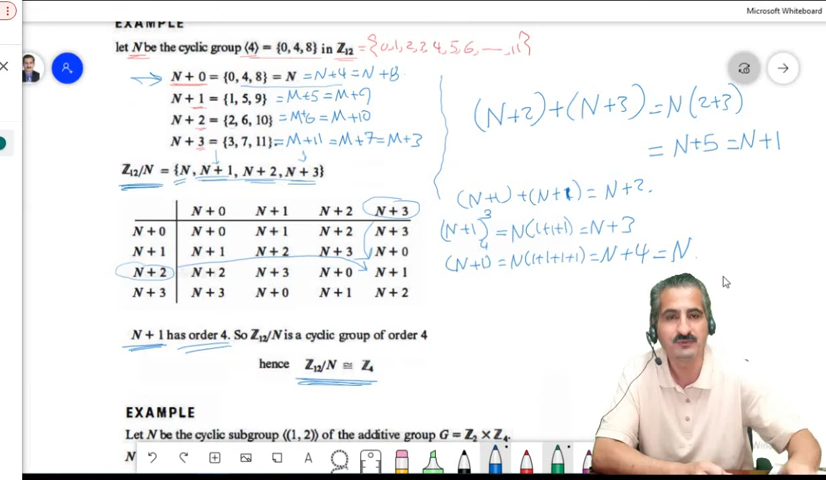 Microsoft Whiteboard
EXAMPLE
let N be the cyclic group ⟨4⟩ = {0, 4, 8} in Z₁₂ = {0,1,2,3,4,5,6,—,11}
N + 0 = {0, 4, 8} = N = N+4 = N+8
N + 1 = {1, 5, 9} = N+5 = N+9
N + 2 = {2, 6, 10} = N+6 = N+10
N + 3 = {3, 7, 11} = N+11 = N+7 = N+3
Z₁₂/N = {N, N + 1, N + 2, N + 3}
N + 0 N + 1 N + 2 N + 3
N + 0 N + 0 N + 1 N + 2 N + 3
N + 1 N + 1 N + 2 N + 3 N + 0
N + 2 N + 2 N + 3 N + 0 N + 1
N + 3 N + 3 N + 0 N + 1 N + 2
N + 1 has order 4. So Z₁₂/N is a cyclic group of order 4
hence Z₁₂/N ≅ Z₄
(N+2)+(N+3)=N(2+3)
= N+5 = N+1
(N+1)+(N+1)=N+2.
(N+1)³=N(1+1+1)=N+3
(N+1)⁴=N(1+1+1+1)=N+4=N.
EXAMPLE
Let N be the cyclic subgroup ⟨(1, 2)⟩ of the additive group G = Z₂ × Z₄.
N